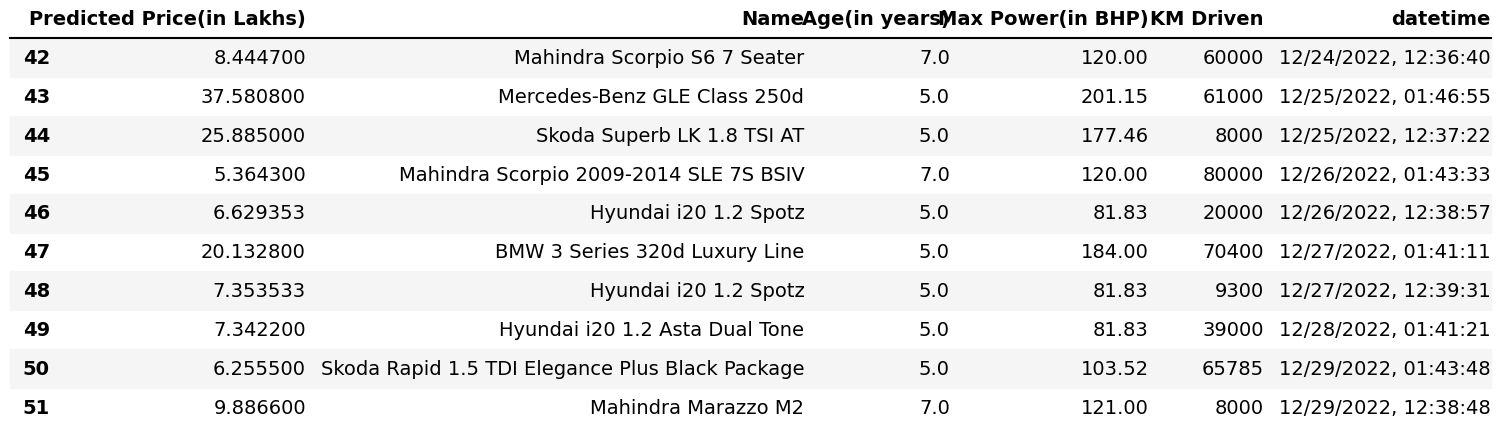 Predicted Price(in Lakhs) Name Age(in years) Max Power(in BHP) KM Driven datetime
42 8.444700 Mahindra Scorpio S6 7 Seater 7.0 120.00 60000 12/24/2022, 12:36:40
43 37.580800 Mercedes-Benz GLE Class 250d 5.0 201.15 61000 12/25/2022, 01:46:55
44 25.885000 Skoda Superb LK 1.8 TSI AT 5.0 177.46 8000 12/25/2022, 12:37:22
45 5.364300 Mahindra Scorpio 2009-2014 SLE 7S BSIV 7.0 120.00 80000 12/26/2022, 01:43:33
46 6.629353 Hyundai i20 1.2 Spotz 5.0 81.83 20000 12/26/2022, 12:38:57
47 20.132800 BMW 3 Series 320d Luxury Line 5.0 184.00 70400 12/27/2022, 01:41:11
48 7.353533 Hyundai i20 1.2 Spotz 5.0 81.83 9300 12/27/2022, 12:39:31
49 7.342200 Hyundai i20 1.2 Asta Dual Tone 5.0 81.83 39000 12/28/2022, 01:41:21
50 6.255500 Skoda Rapid 1.5 TDI Elegance Plus Black Package 5.0 103.52 65785 12/29/2022, 01:43:48
51 9.886600 Mahindra Marazzo M2 7.0 121.00 8000 12/29/2022, 12:38:48